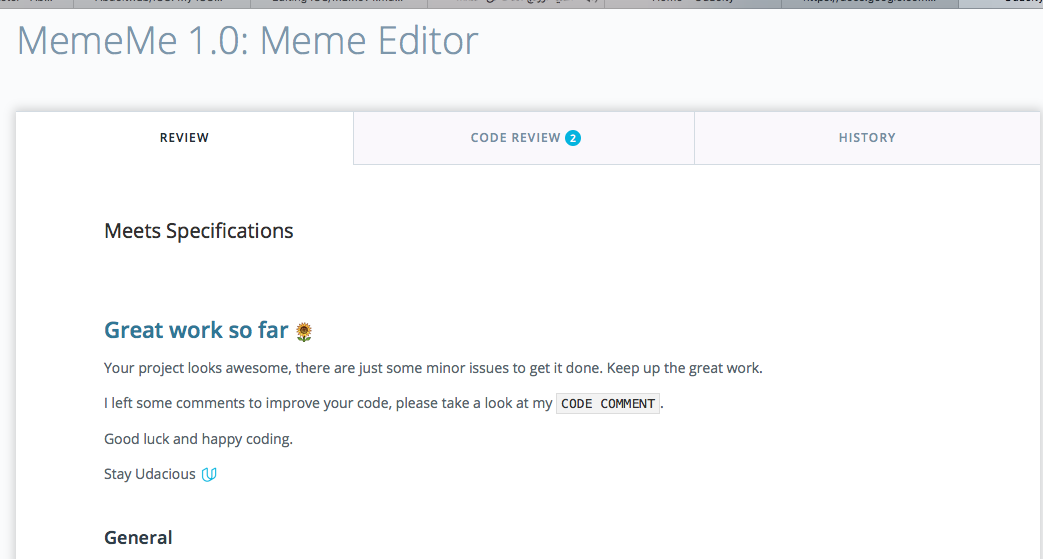 MemeMe 1.0: Meme Editor
REVIEW
CODE REVIEW 2
HISTORY
Meets Specifications
Great work so far 🌻
Your project looks awesome, there are just some minor issues to get it done. Keep up the great work.
I left some comments to improve your code, please take a look at my CODE COMMENT.
Good luck and happy coding.
Stay Udacious
General